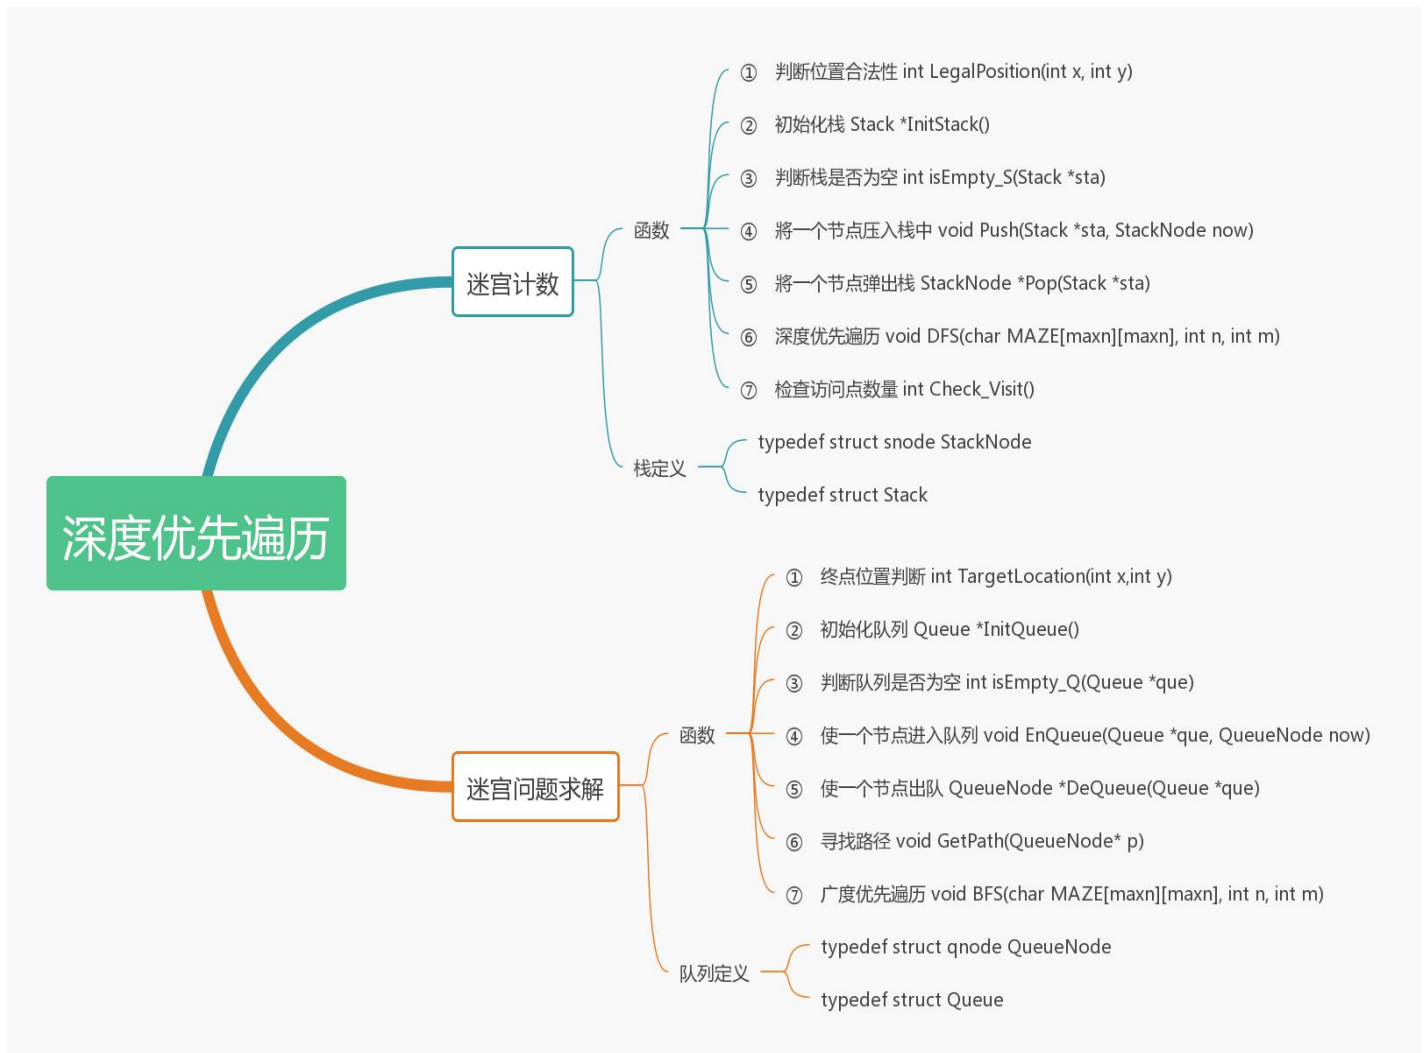 深度优先遍历
迷宫计数
函数
① 判断位置合法性 int LegalPosition(int x, int y)
② 初始化栈 Stack *InitStack()
③ 判断栈是否为空 int isEmpty_S(Stack *sta)
④ 將一个节点压入栈中 void Push(Stack *sta, StackNode now)
⑤ 將一个节点弹出栈 StackNode *Pop(Stack *sta)
⑥ 深度优先遍历 void DFS(char MAZE[maxn][maxn], int n, int m)
⑦ 检查访问点数量 int Check_Visit()
栈定义
typedef struct snode StackNode
typedef struct Stack
迷宫问题求解
函数
① 终点位置判断 int TargetLocation(int x,int y)
② 初始化队列 Queue *InitQueue()
③ 判断队列是否为空 int isEmpty_Q(Queue *que)
④ 使一个节点进入队列 void EnQueue(Queue *que, QueueNode now)
⑤ 使一个节点出队 QueueNode *DeQueue(Queue *que)
⑥ 寻找路径 void GetPath(QueueNode* p)
⑦ 广度优先遍历 void BFS(char MAZE[maxn][maxn], int n, int m)
队列定义
typedef struct qnode QueueNode
typedef struct Queue